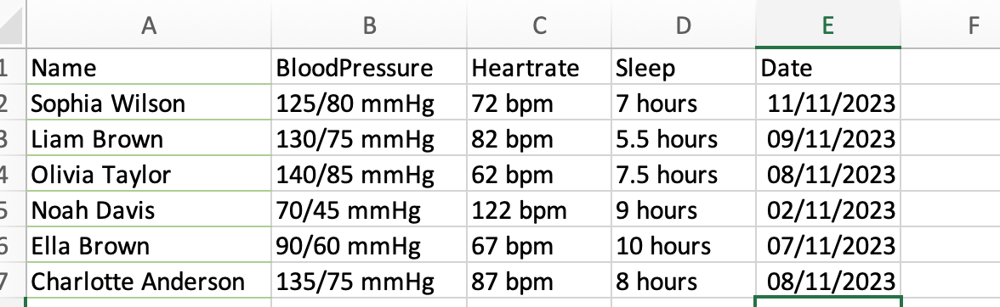 A B C D E F
1 Name BloodPressure Heartrate Sleep Date
2 Sophia Wilson 125/80 mmHg 72 bpm 7 hours 11/11/2023
3 Liam Brown 130/75 mmHg 82 bpm 5.5 hours 09/11/2023
4 Olivia Taylor 140/85 mmHg 62 bpm 7.5 hours 08/11/2023
5 Noah Davis 70/45 mmHg 122 bpm 9 hours 02/11/2023
6 Ella Brown 90/60 mmHg 67 bpm 10 hours 07/11/2023
7 Charlotte Anderson 135/75 mmHg 87 bpm 8 hours 08/11/2023